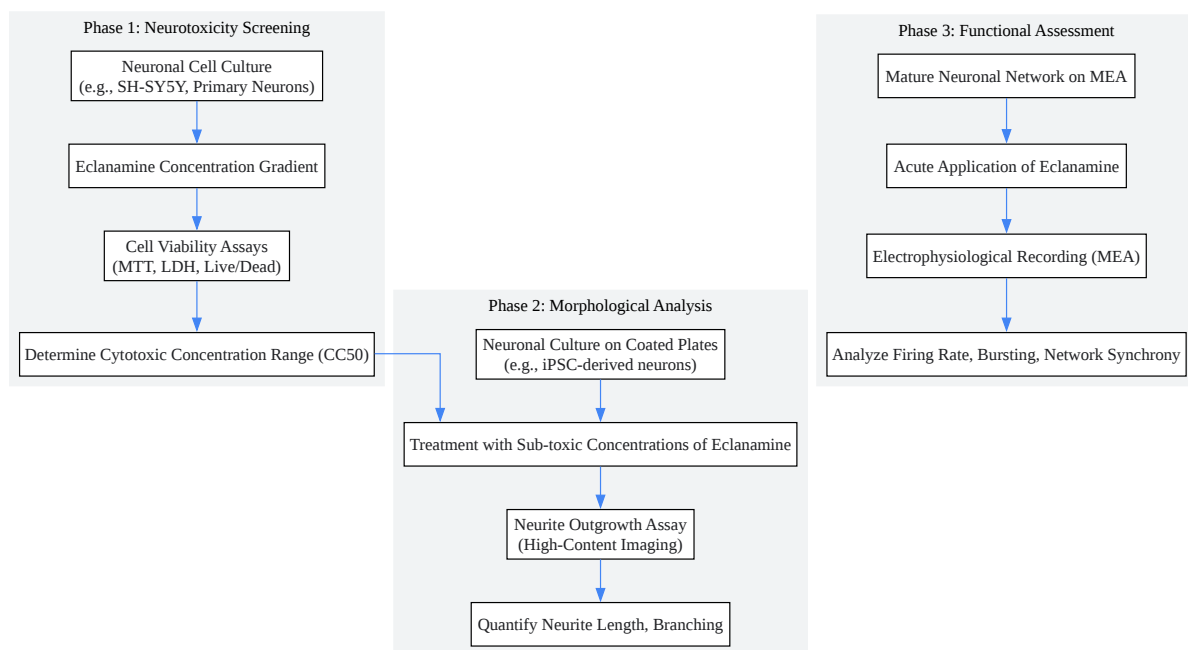 Phase 1: Neurotoxicity Screening
Neuronal Cell Culture
(e.g., SH-SY5Y, Primary Neurons)
Eclanamine Concentration Gradient
Cell Viability Assays
(MTT, LDH, Live/Dead)
Determine Cytotoxic Concentration Range (CC50)
Phase 2: Morphological Analysis
Neuronal Culture on Coated Plates
(e.g., iPSC-derived neurons)
Treatment with Sub-toxic Concentrations of Eclanamine
Neurite Outgrowth Assay
(High-Content Imaging)
Quantify Neurite Length, Branching
Phase 3: Functional Assessment
Mature Neuronal Network on MEA
Acute Application of Eclanamine
Electrophysiological Recording (MEA)
Analyze Firing Rate, Bursting, Network Synchrony